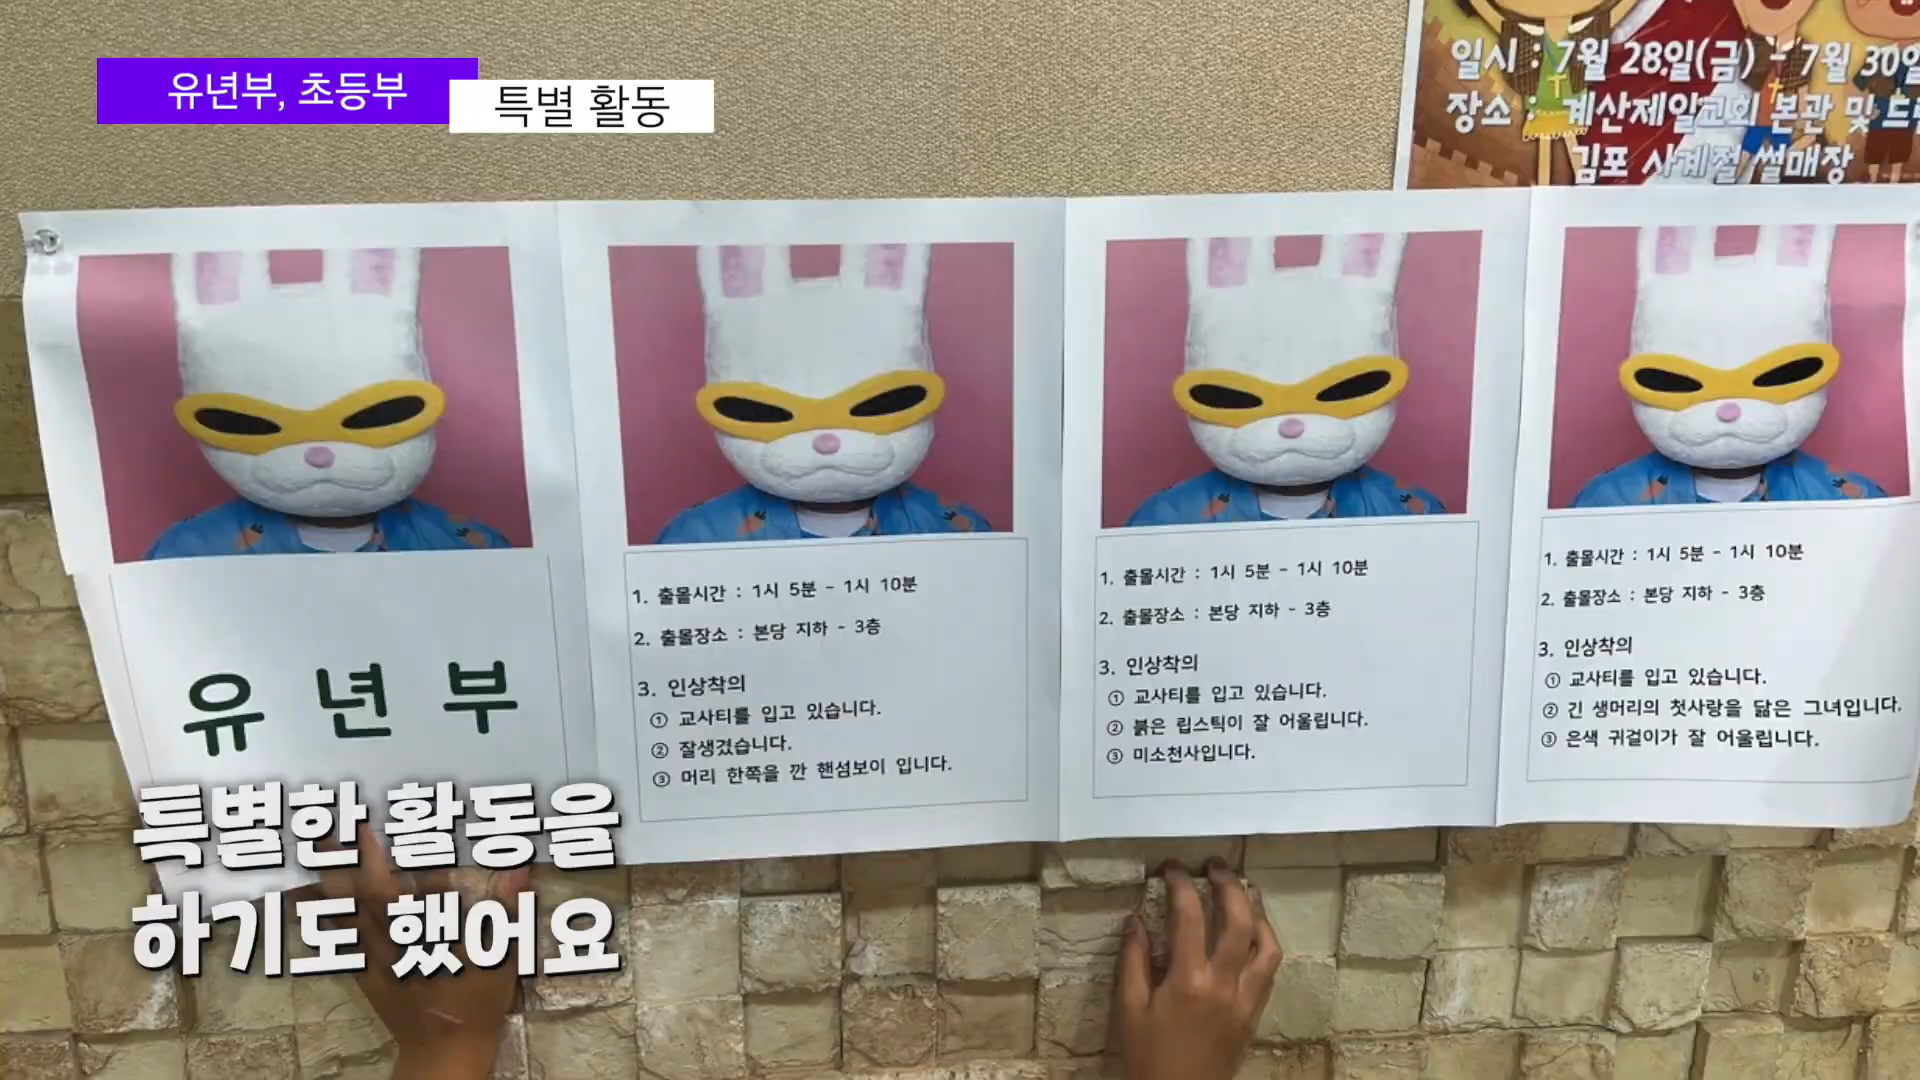 유년부, 초등부
특별 활동
일시 : 7월 28일(금) - 7월 30일
장소 : 계산제일교회 본관 및
김포 사계절 썰매장
유 년 부
1. 출몰시간 : 1시 5분 - 1시 10분
2. 출몰장소 : 본당 지하 - 3층
3. 인상착의
① 교사티를 입고 있습니다.
② 잘생겼습니다.
③ 머리 한쪽을 깐 핸섬보이 입니다.
1. 출몰시간 : 1시 5분 - 1시 10분
2. 출몰장소 : 본당 지하 - 3층
3. 인상착의
① 교사티를 입고 있습니다.
② 붉은 립스틱이 잘 어울립니다.
③ 미소천사입니다.
1. 출몰시간 : 1시 5분 - 1시 10분
2. 출몰장소 : 본당 지하 - 3층
3. 인상착의
① 교사티를 입고 있습니다.
② 긴 생머리의 첫사랑을 닮은 그녀입니다.
③ 은색 귀걸이가 잘 어울립니다.
특별한 활동을
하기도 했어요